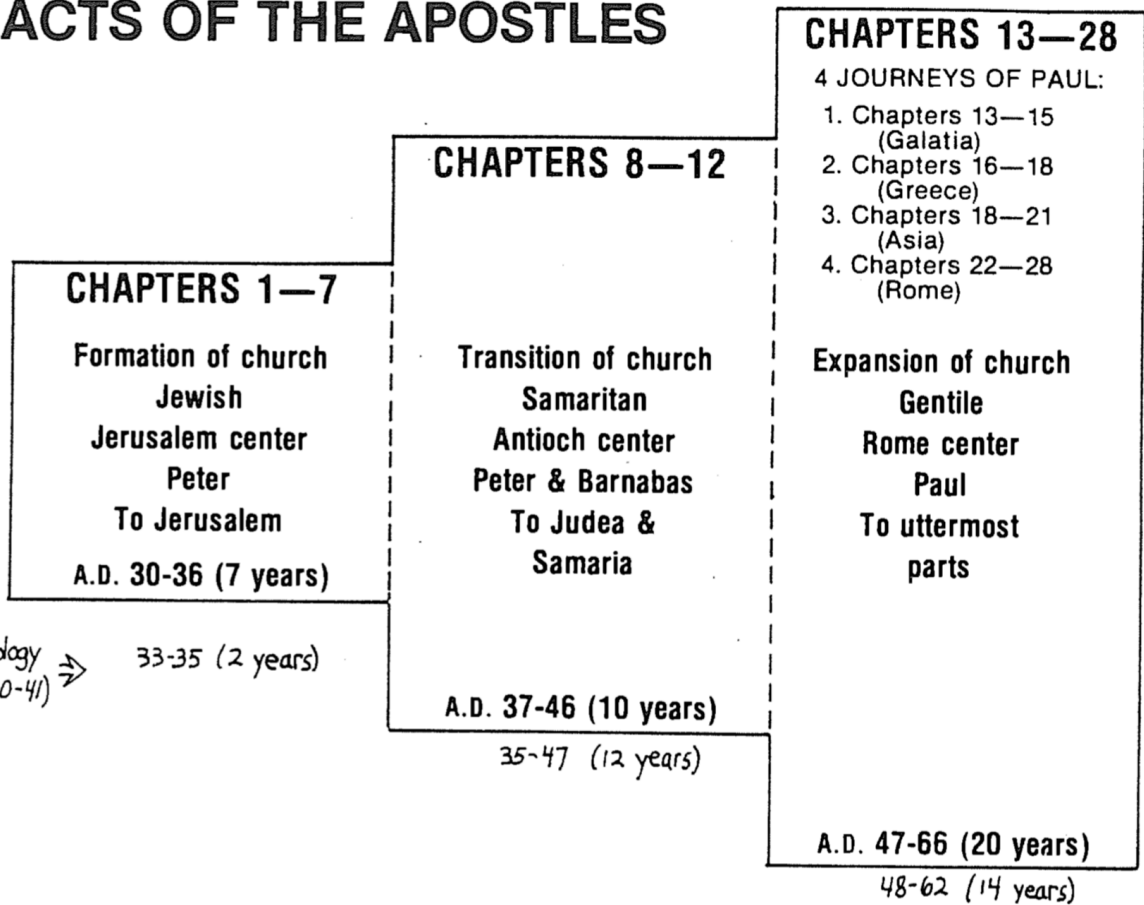 ACTS OF THE APOSTLES
CHAPTERS 1—7
Formation of church
Jewish
Jerusalem center
Peter
To Jerusalem
A.D. 30-36 (7 years)
33-35 (2 years)
CHAPTERS 8—12
Transition of church
Samaritan
Antioch center
Peter & Barnabas
To Judea &
Samaria
A.D. 37-46 (10 years)
35-47 (12 years)
CHAPTERS 13—28
4 JOURNEYS OF PAUL:
1. Chapters 13—15
(Galatia)
2. Chapters 16—18
(Greece)
3. Chapters 18—21
(Asia)
4. Chapters 22—28
(Rome)
Expansion of church
Gentile
Rome center
Paul
To uttermost
parts
A.D. 47-66 (20 years)
48-62 (14 years)